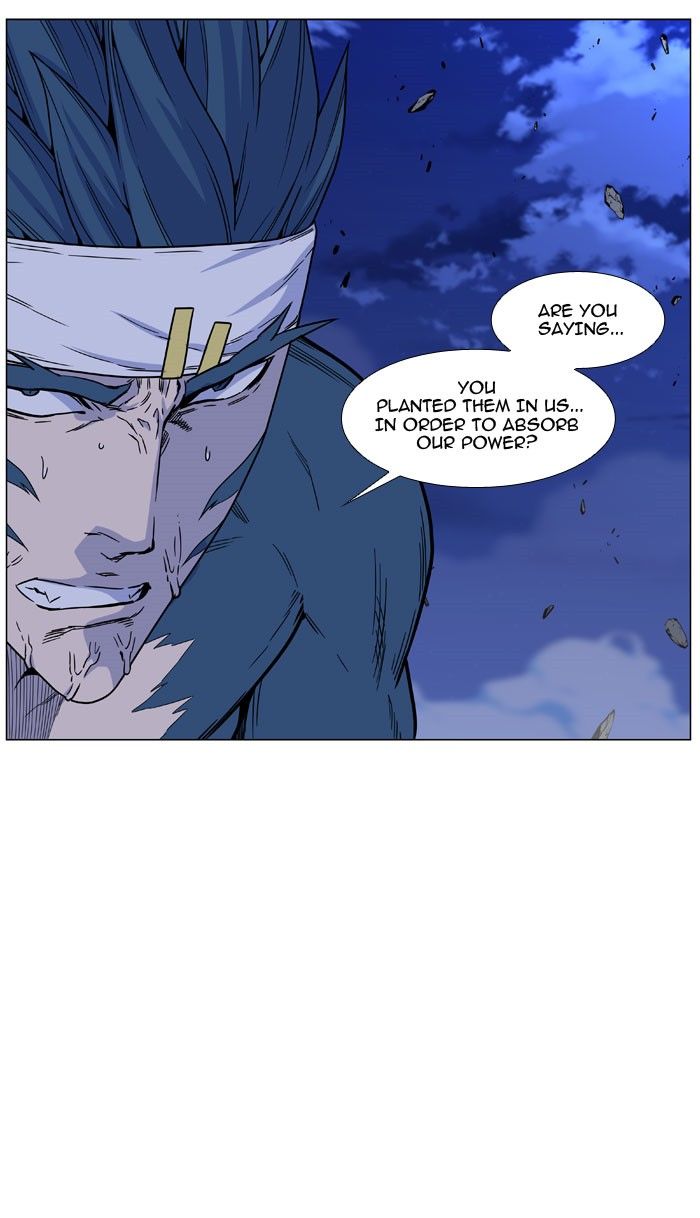 ARE YOU
SAYING...
YOU
PLANTED THEM IN US...
IN ORDER TO ABSORB
OUR POWER?